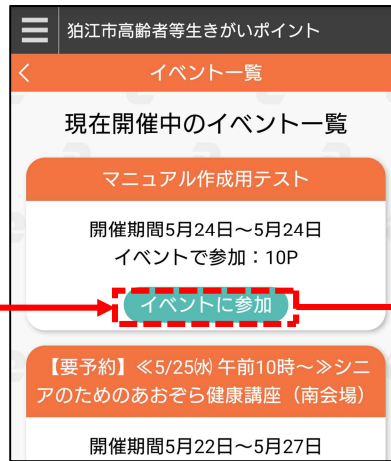 狛江市高齢者等生きがいポイント
イベント一覧
現在開催中のイベント一覧
マニュアル作成用テスト
開催期間5月24日～5月24日
イベントで参加：10P
イベントに参加
【要予約】≪5/25㈬ 午前10時～≫シニ
アのためのあおぞら健康講座（南会場）
開催期間5月22日～5月27日